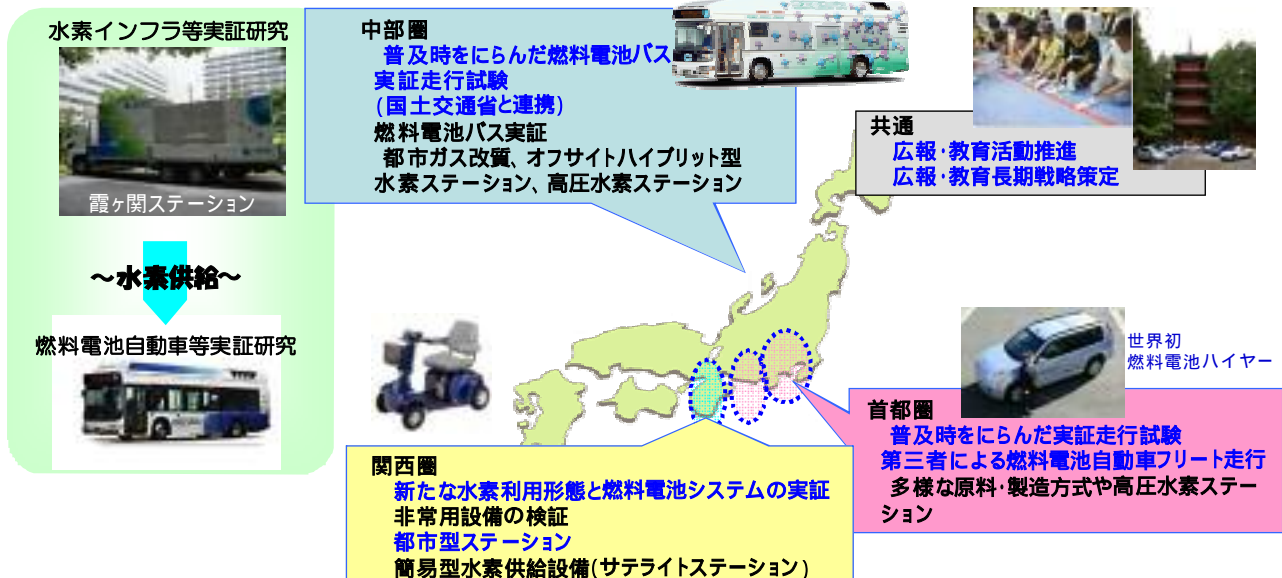 水素インフラ等実証研究
霞ヶ関ステーション
～水素供給～
燃料電池自動車等実証研究
中部圏
普及時をにらんだ燃料電池バス
実証走行試験
(国土交通省と連携)
燃料電池バス実証
都市ガス改質、オフサイトハイブリット型
水素ステーション、高圧水素ステーション
共通
広報・教育活動推進
広報・教育長期戦略策定
世界初
燃料電池ハイヤー
首都圏
普及時をにらんだ実証走行試験
第三者による燃料電池自動車フリート走行
多様な原料・製造方式や高圧水素ステー
ション
関西圏
新たな水素利用形態と燃料電池システムの実証
非常用設備の検証
都市型ステーション
簡易型水素供給設備(サテライトステーション)